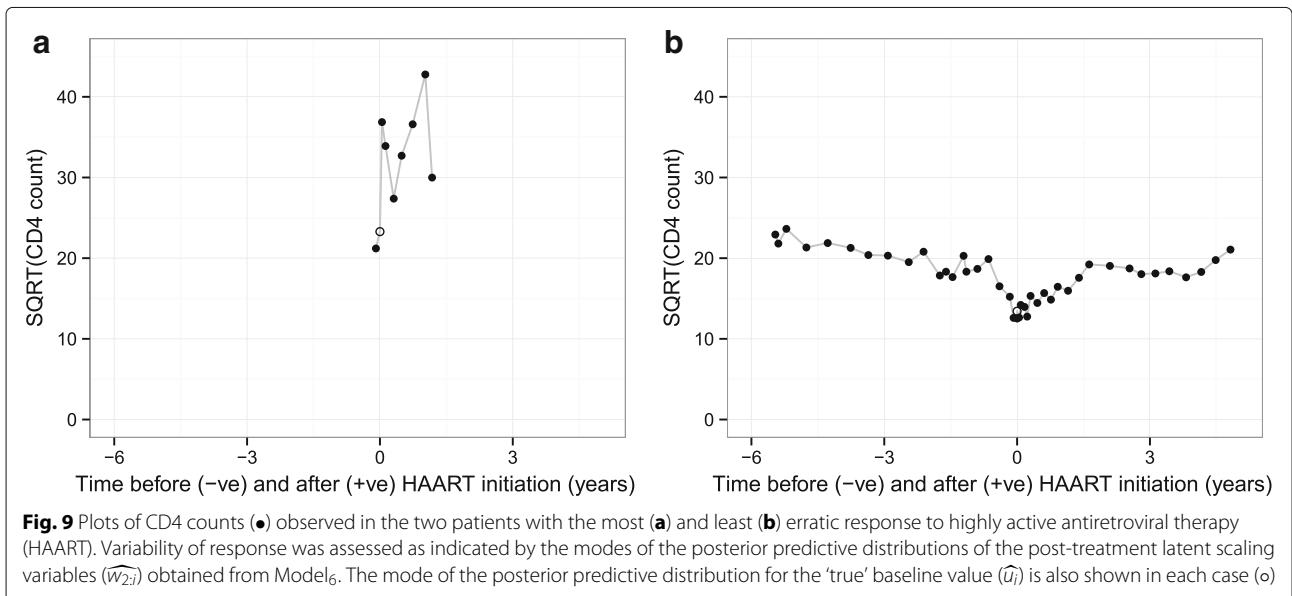 a
b
40
30
20
10
0
SQRT(CD4 count)
−6
−3
0
3
Time before (−ve) and after (+ve) HAART initiation (years)
40
30
20
10
0
SQRT(CD4 count)
−6
−3
0
3
Time before (−ve) and after (+ve) HAART initiation (years)
Fig. 9 Plots of CD4 counts (●) observed in the two patients with the most (a) and least (b) erratic response to highly active antiretroviral therapy
(HAART). Variability of response was assessed as indicated by the modes of the posterior predictive distributions of the post-treatment latent scaling
variables (\widehat{w_{2:i}}) obtained from Model₆. The mode of the posterior predictive distribution for the ‘true’ baseline value (\widehat{u_i}) is also shown in each case (○)